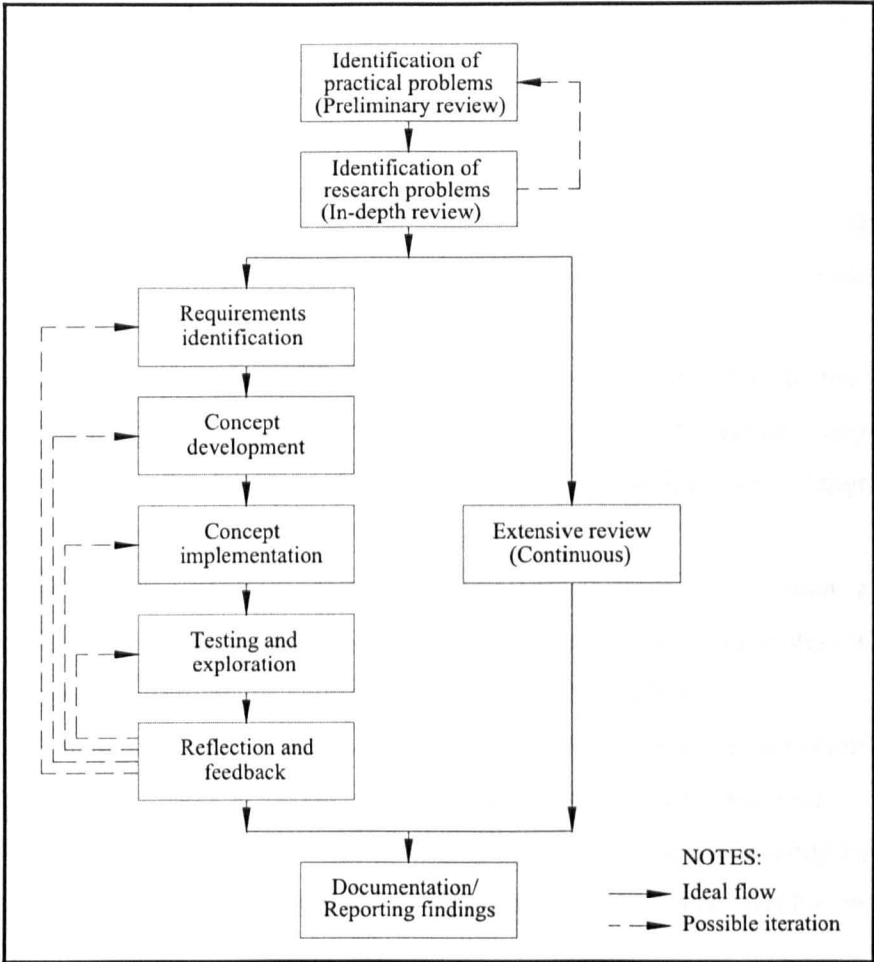 Identification of
practical problems
(Preliminary review)
Identification of
research problems
(In-depth review)
Requirements
identification
Concept
development
Concept
implementation
Extensive review
(Continuous)
Testing and
exploration
Reflection and
feedback
Documentation/
Reporting findings
NOTES:
Ideal flow
Possible iteration